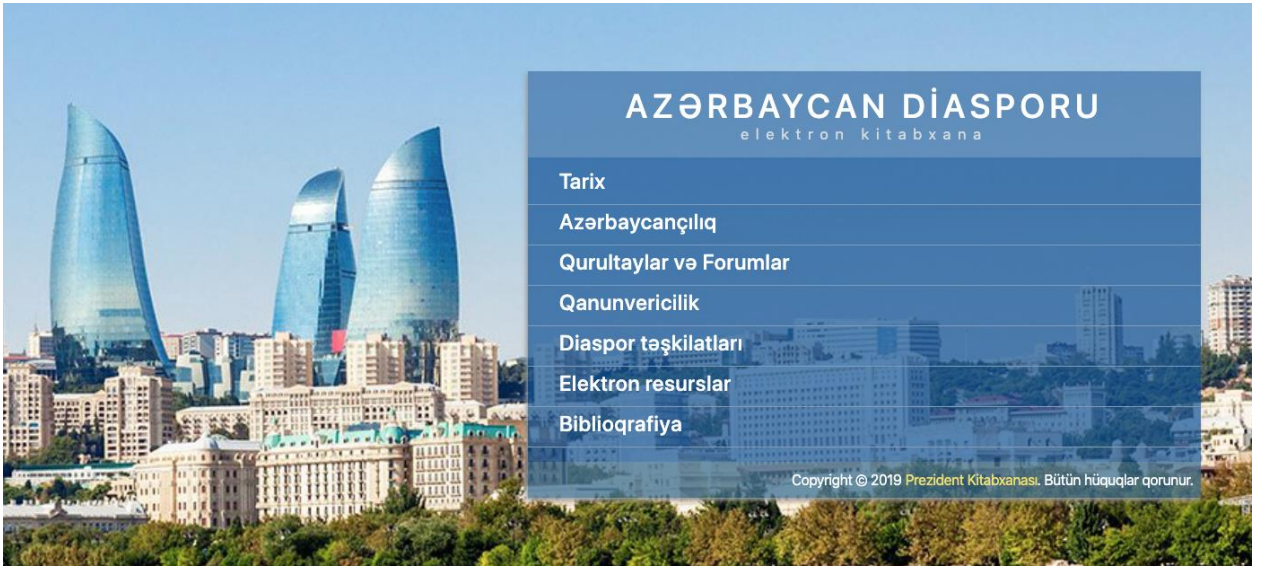 AZƏRBAYCAN DİASPORU
elektron kitabxana
Tarix
Azərbaycançılıq
Qurultaylar və Forumlar
Qanunvericilik
Diaspor təşkilatları
Elektron resurslar
Biblioqrafiya
Copyright © 2019 Prezident Kitabxanası. Bütün hüquqlar qorunur.